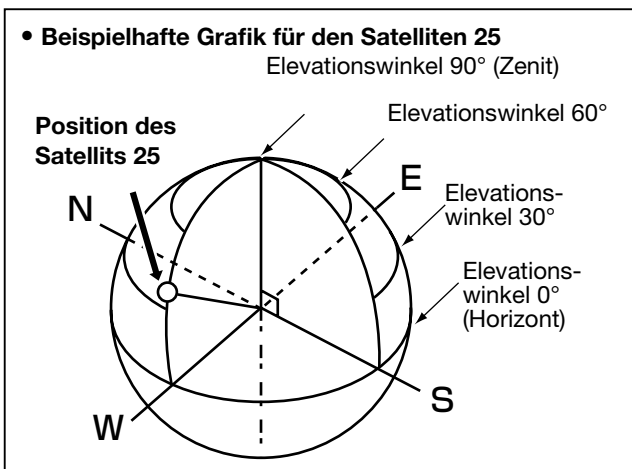 • Beispielhafte Grafik für den Satelliten 25
Elevationswinkel 90° (Zenit)
Elevationswinkel 60°
Position des
Satellits 25
E
N
Elevations-
winkel 30°
Elevations-
winkel 0°
(Horizont)
S
W